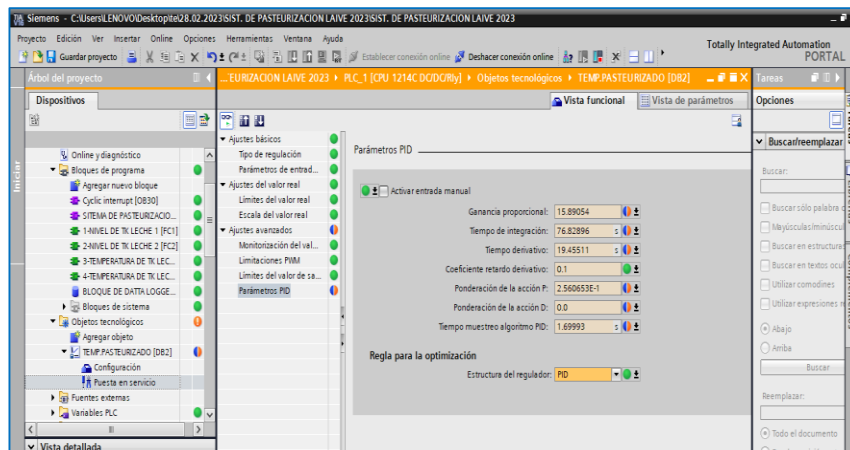 Siemens - C:\Users\LENOVO\Desktop\tel\28.02.2023\SIST. DE PASTEURIZACION LAIVE 2023\SIST. DE PASTEURIZACION LAIVE 2023
Proyecto Edición Ver Insertar Online Opciones Herramientas Ventana Ayuda
Guardar proyecto Establecer conexión online Deshacer conexión online
Totally Integrated Automation
PORTAL
Árbol del proyecto
...'EURIZACION LAIVE 2023 PLC_1 [CPU 1214C DC/DC/Rly] Objetos tecnológicos TEMP.PASTEURIZADO [DB2]
Tareas
Dispositivos
Vista funcional Vista de parámetros
Opciones
Iniciar
Online y diagnóstico
Bloques de programa
Agregar nuevo bloque
Cyclic interrupt [OB30]
SITEMA DE PASTEURIZACIO...
1-NIVEL DE TK LECHE 1 [FC1]
2-NIVEL DE TK LECHE 2 [FC2]
3-TEMPERATURA DE TK LEC...
4-TEMPERATURA DE TK LEC...
BLOQUE DE DATTA LOGGE...
Bloques de sistema
Objetos tecnológicos
Agregar objeto
TEMP.PASTEURIZADO [DB2]
Configuración
Puesta en servicio
Fuentes externas
Variables PLC
Vista detallada
Ajustes básicos
Tipo de regulación
Parámetros de entrad...
Ajustes del valor real
Límites del valor real
Escala del valor real
Ajustes avanzados
Monitorización del val...
Limitaciones PWM
Límites del valor de sa...
Parámetros PID
Parámetros PID
Activar entrada manual
Ganancia proporcional: 15.89054
Tiempo de integración: 76.82896 s
Tiempo derivativo: 19.45511 s
Coeficiente retardo derivativo: 0.1
Ponderación de la acción P: 2.560653E-1
Ponderación de la acción D: 0.0
Tiempo muestreo algoritmo PID: 1.69993 s
Regla para la optimización
Estructura del regulador: PID
Buscar/reemplazar
Buscar:
Buscar sólo palabra
Mayúsculas/minúscul
Buscar en estructura
Buscar en textos ocul
Utilizar comodines
Utilizar expresiones
Abajo
Arriba
Buscar
Reemplazar:
Todo el documento